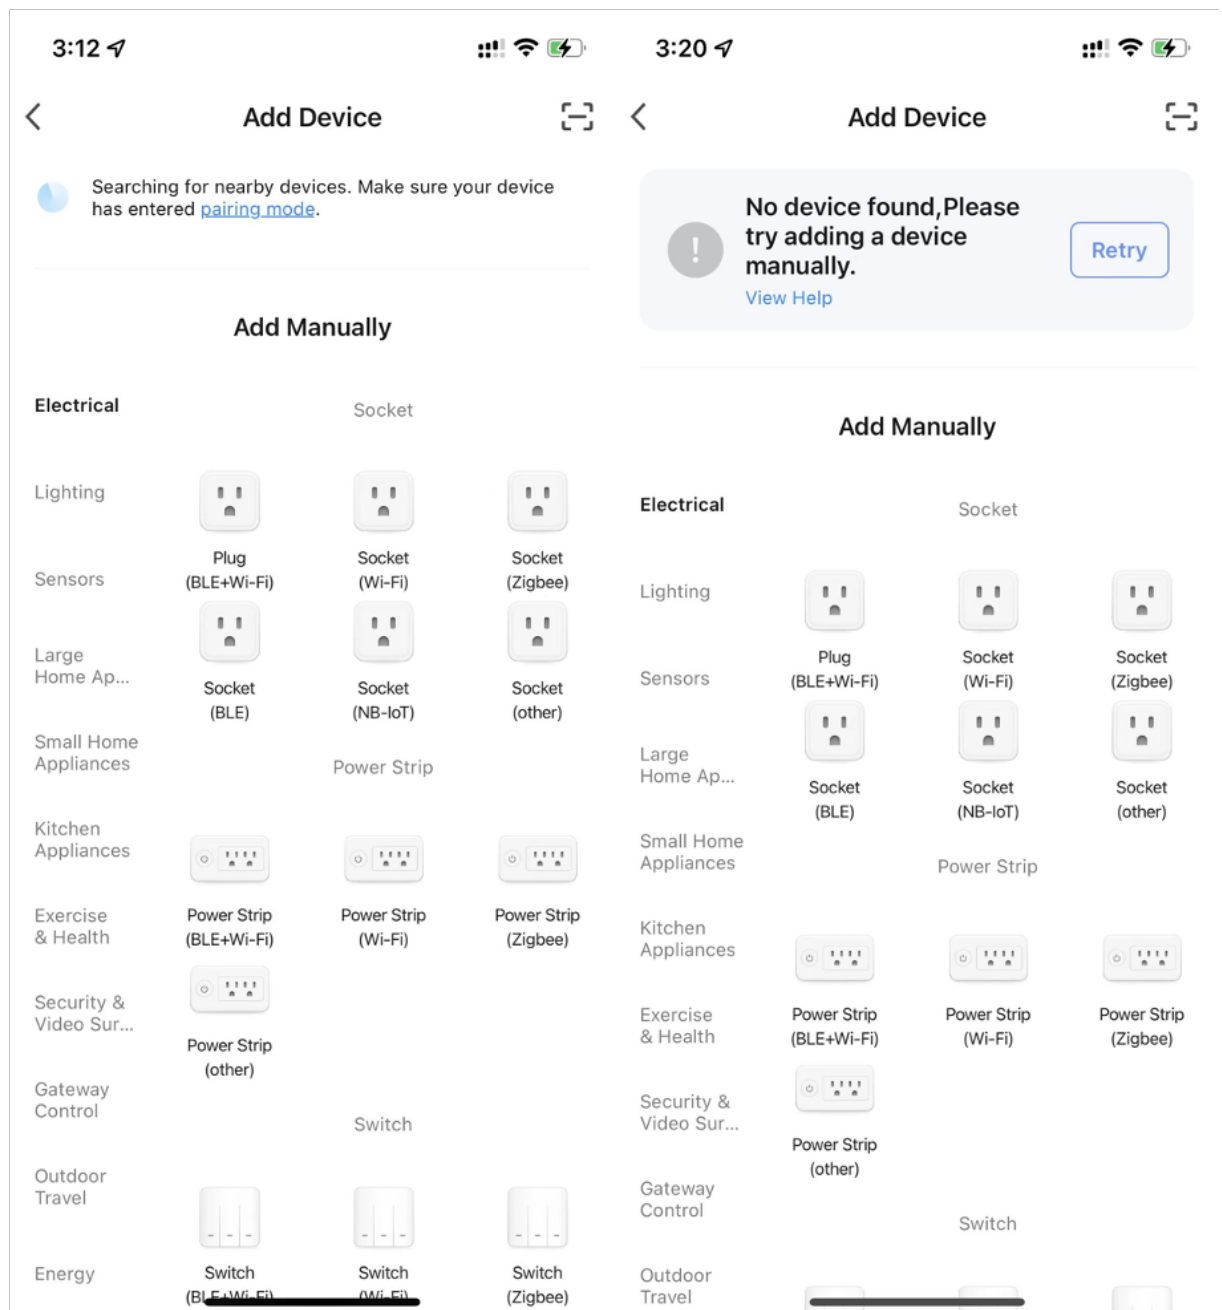 3:12
Add Device
Searching for nearby devices. Make sure your device
has entered pairing mode.
Add Manually
Electrical
Lighting
Sensors
Large
Home Ap...
Small Home
Appliances
Kitchen
Appliances
Exercise
& Health
Security &
Video Sur...
Gateway
Control
Outdoor
Travel
Energy
Socket
Plug
(BLE+Wi-Fi)
Socket
(Wi-Fi)
Socket
(Zigbee)
Socket
(BLE)
Socket
(NB-IoT)
Socket
(other)
Power Strip
Power Strip
(BLE+Wi-Fi)
Power Strip
(Wi-Fi)
Power Strip
(Zigbee)
Power Strip
(other)
Switch
Switch
(BLE+Wi-Fi)
Switch
(Wi-Fi)
Switch
(Zigbee)
3:20
Add Device
No device found,Please
try adding a device
manually.
View Help
Retry
Add Manually
Electrical
Lighting
Sensors
Large
Home Ap...
Small Home
Appliances
Kitchen
Appliances
Exercise
& Health
Security &
Video Sur...
Gateway
Control
Outdoor
Travel
Socket
Plug
(BLE+Wi-Fi)
Socket
(Wi-Fi)
Socket
(Zigbee)
Socket
(BLE)
Socket
(NB-IoT)
Socket
(other)
Power Strip
Power Strip
(BLE+Wi-Fi)
Power Strip
(Wi-Fi)
Power Strip
(Zigbee)
Power Strip
(other)
Switch